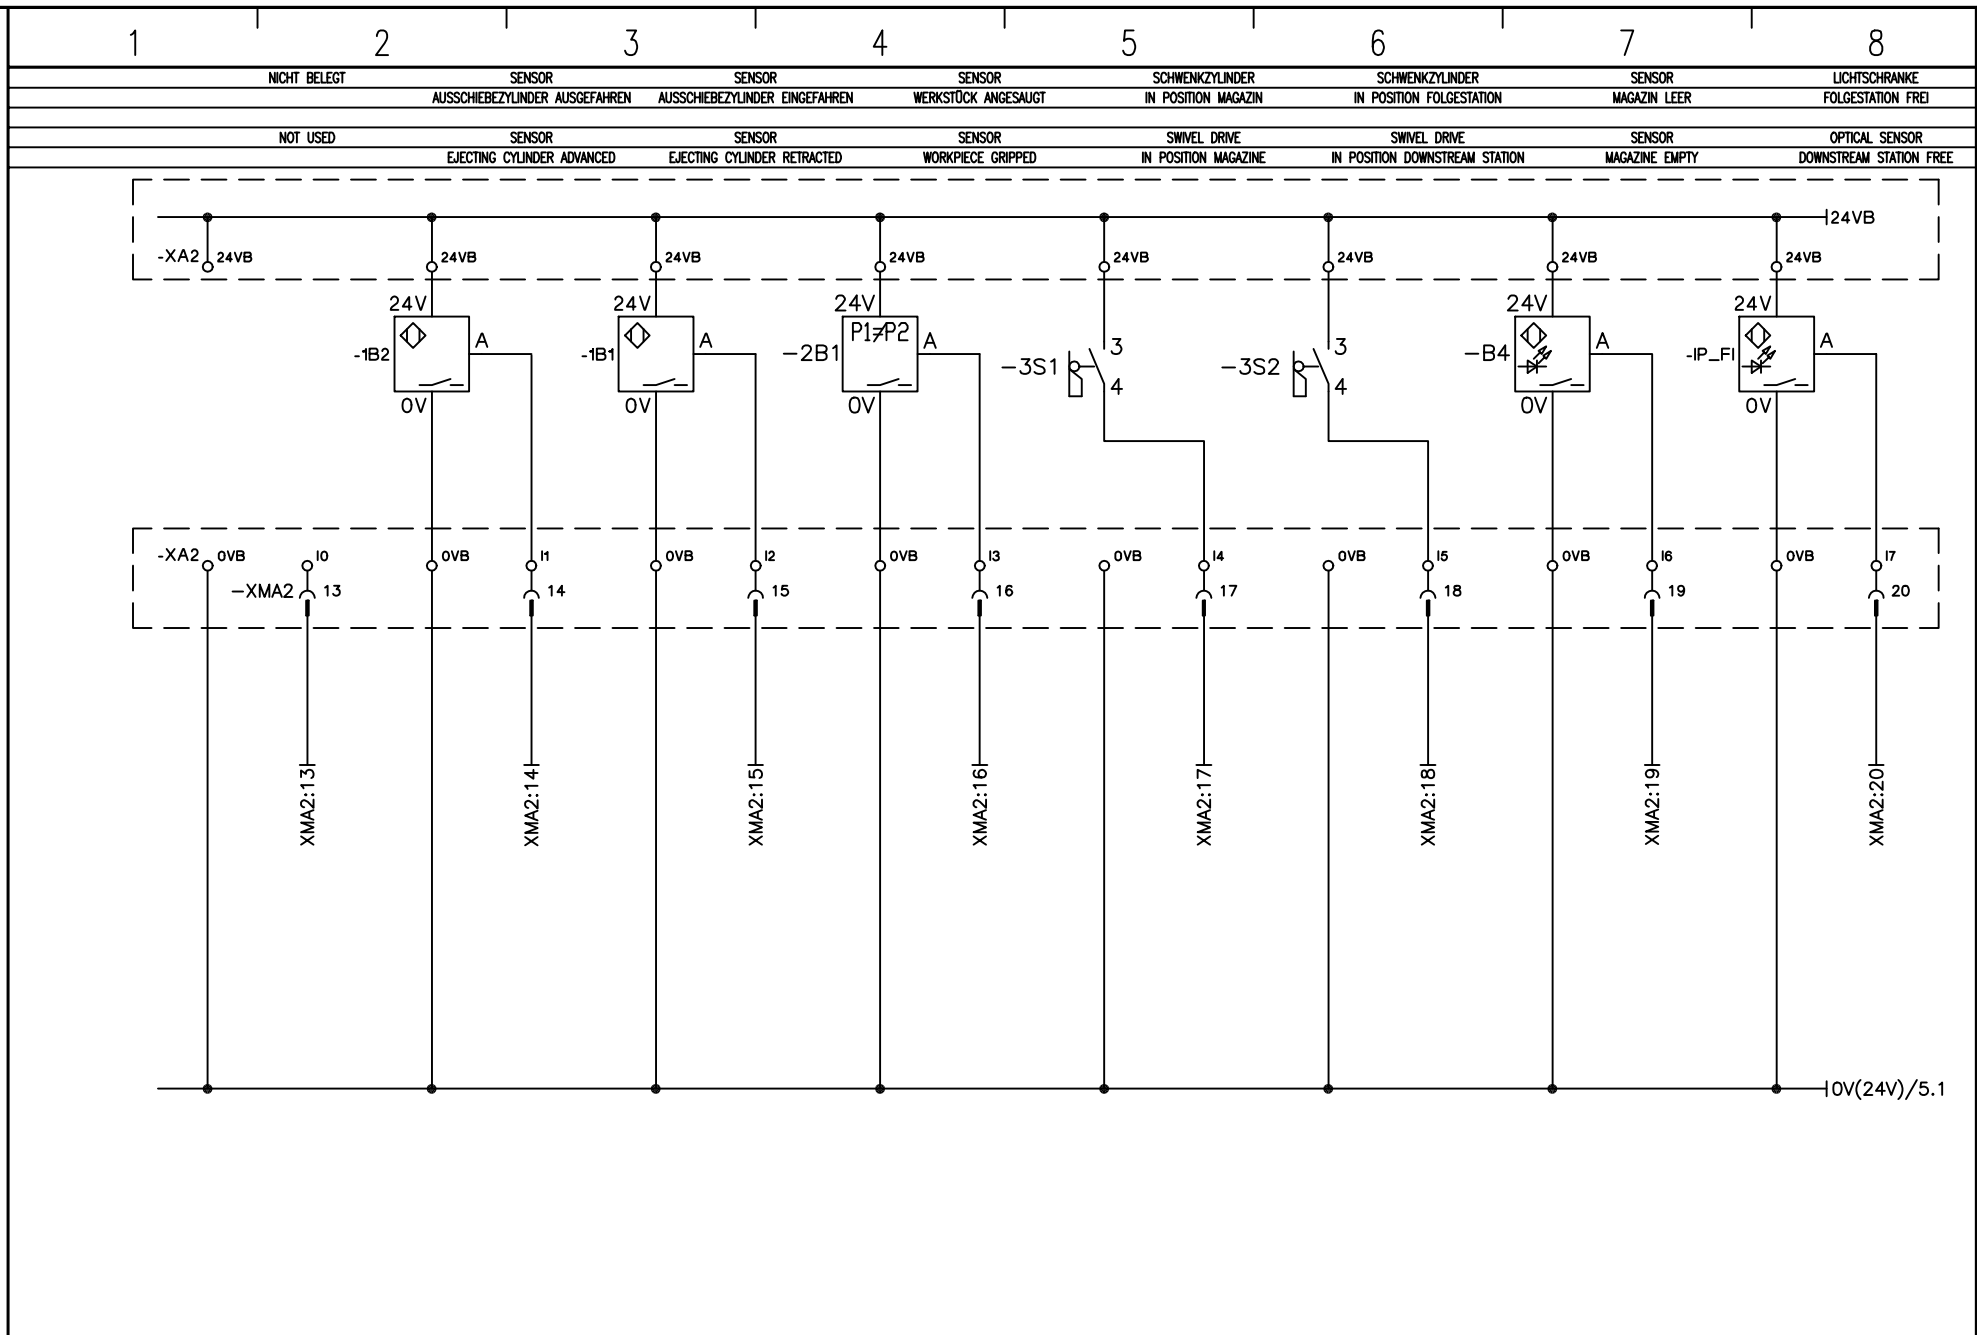 1 2 3 4 5 6 7 8
NICHT BELEGT SENSOR SENSOR SENSOR SCHWENKZYLINDER SCHWENKZYLINDER SENSOR LICHTSCHRANKE
AUSSCHIEBEZYLINDER AUSGEFAHREN AUSSCHIEBEZYLINDER EINGEFAHREN WERKSTÜCK ANGESAUGT IN POSITION MAGAZIN IN POSITION FOLGESTATION MAGAZIN LEER FOLGESTATION FREI
NOT USED SENSOR SENSOR SENSOR SWIVEL DRIVE SWIVEL DRIVE SENSOR OPTICAL SENSOR
EJECTING CYLINDER ADVANCED EJECTING CYLINDER RETRACTED WORKPIECE GRIPPED IN POSITION MAGAZINE IN POSITION DOWNSTREAM STATION MAGAZINE EMPTY DOWNSTREAM STATION FREE
24VB
-XA2 24VB 24VB 24VB 24VB 24VB 24VB 24VB 24VB
24V 24V 24V 24V 24V
P1≠P2
-1B2 A -1B1 A -2B1 A -3S1 3 -3S2 3 -B4 A -IP_FI A
4 4
0V 0V 0V 0V 0V
-XA2 0VB I0 0VB I1 0VB I2 0VB I3 0VB I4 0VB I5 0VB I6 0VB I7
-XMA2 13 14 15 16 17 18 19 20
XMA2:13 XMA2:14 XMA2:15 XMA2:16 XMA2:17 XMA2:18 XMA2:19 XMA2:20
0V(24V)/5.1